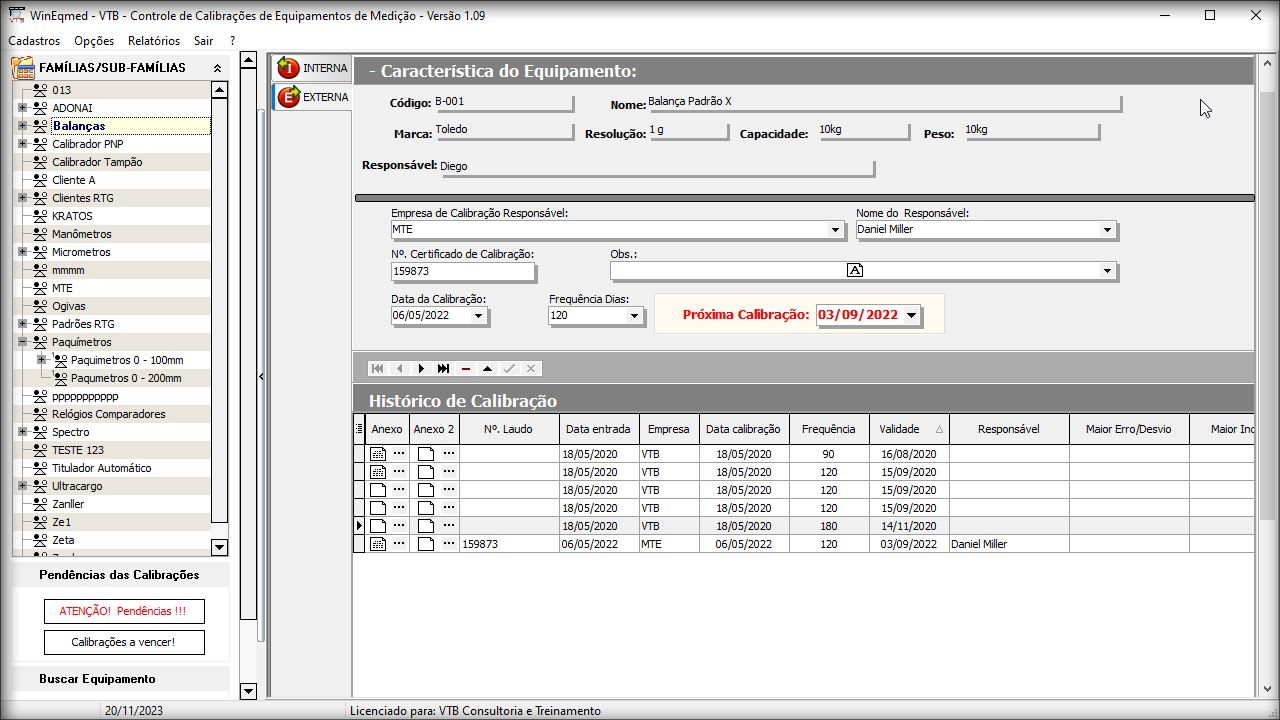 WinEqmed - VTB - Controle de Calibrações de Equipamentos de Medição - Versão 1.09
Cadastros Opções Relatórios Sair ?
FAMÍLIAS/SUB-FAMÍLIAS
013
ADONAI
Balanças
Calibrador PNP
Calibrador Tampão
Cliente A
Clientes RTG
KRATOS
Manômetros
Micrometros
mmmm
MTE
Ogivas
Padrões RTG
Paquímetros
Paquimetros 0 - 100mm
Paqumetros 0 - 200mm
ppppppppppp
Relógios Comparadores
Spectro
TESTE 123
Titulador Automático
Ultracargo
Zanller
Ze1
Zeta
Pendências das Calibrações
ATENÇÃO! Pendências !!!
Calibrações a vencer!
Buscar Equipamento
I INTERNA
E EXTERNA
- Característica do Equipamento:
Código: B-001 Nome: Balança Padrão X
Marca: Toledo Resolução: 1 g Capacidade: 10kg Peso: 10kg
Responsável: Diego
Empresa de Calibração Responsável: Nome do Responsável:
MTE Daniel Miller
Nº. Certificado de Calibração: Obs.:
159873 A
Data da Calibração: Frequência Dias:
06/05/2022 120 Próxima Calibração: 03/09/2022
Histórico de Calibração
Anexo Anexo 2 Nº. Laudo Data entrada Empresa Data calibração Frequência Validade Responsável Maior Erro/Desvio Maior Inc
18/05/2020 VTB 18/05/2020 90 16/08/2020
18/05/2020 VTB 18/05/2020 120 15/09/2020
18/05/2020 VTB 18/05/2020 120 15/09/2020
18/05/2020 VTB 18/05/2020 120 15/09/2020
18/05/2020 VTB 18/05/2020 180 14/11/2020
159873 06/05/2022 MTE 06/05/2022 120 03/09/2022 Daniel Miller
20/11/2023 Licenciado para: VTB Consultoria e Treinamento